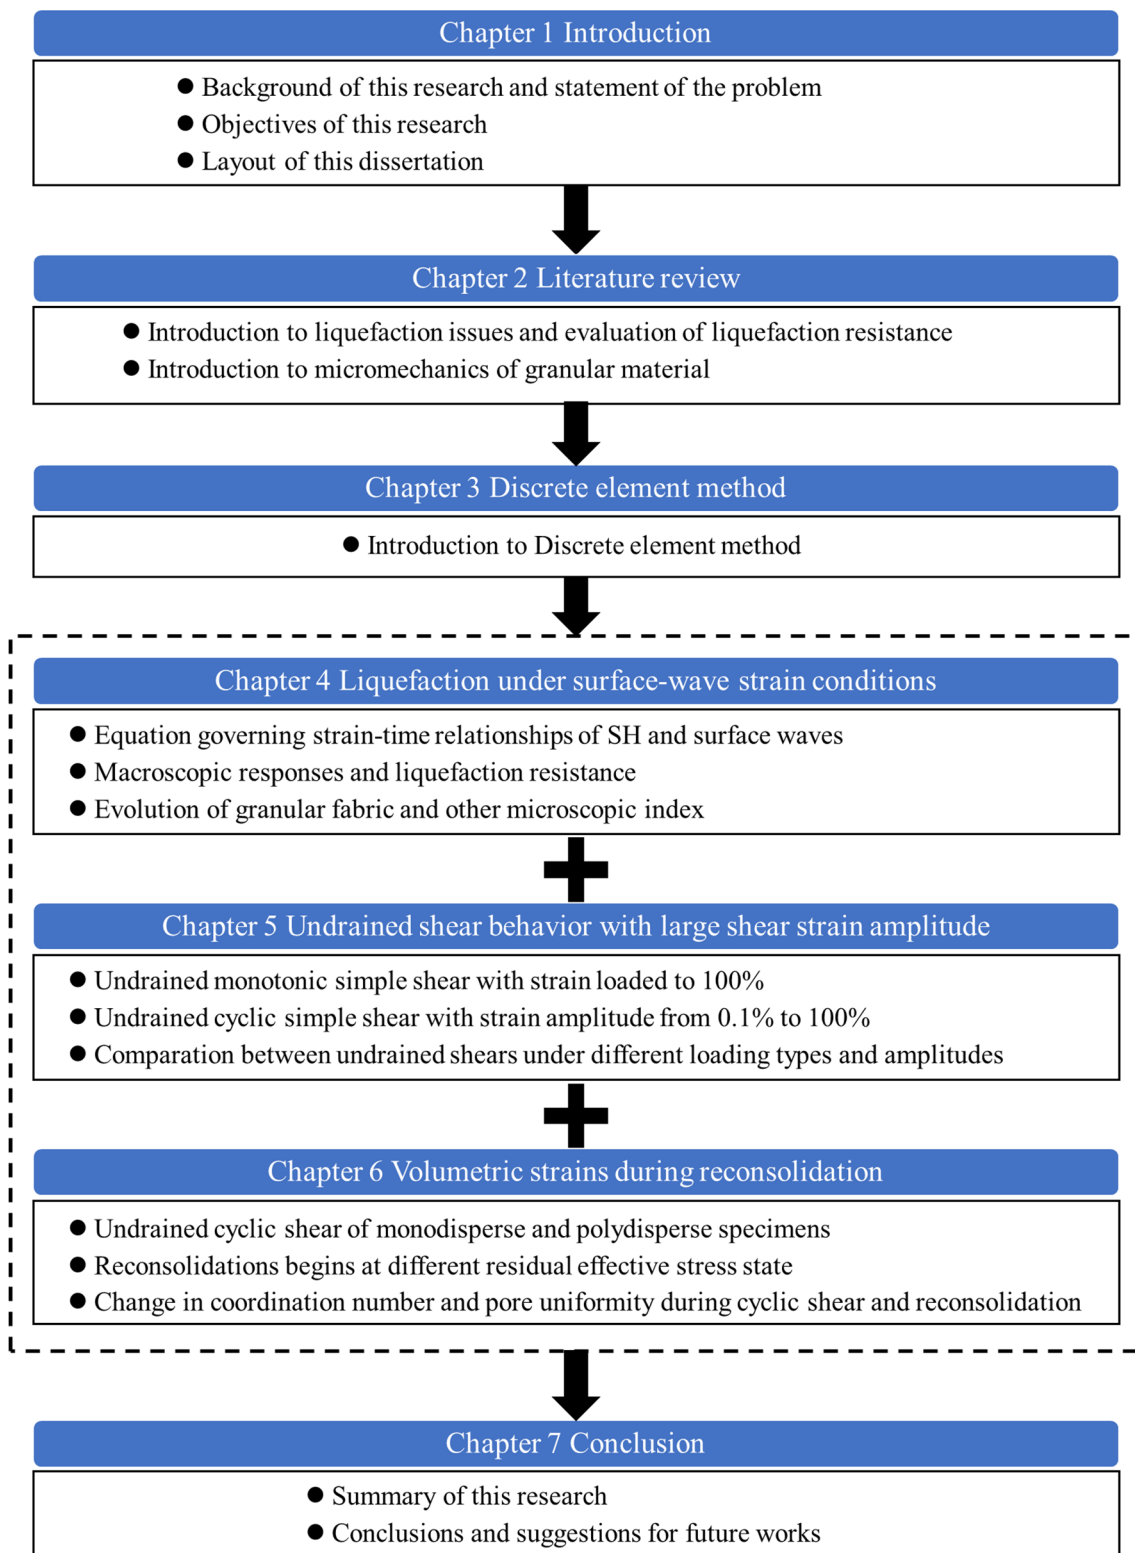 Chapter 1 Introduction
● Background of this research and statement of the problem
● Objectives of this research
● Layout of this dissertation
Chapter 2 Literature review
● Introduction to liquefaction issues and evaluation of liquefaction resistance
● Introduction to micromechanics of granular material
Chapter 3 Discrete element method
● Introduction to Discrete element method
Chapter 4 Liquefaction under surface-wave strain conditions
● Equation governing strain-time relationships of SH and surface waves
● Macroscopic responses and liquefaction resistance
● Evolution of granular fabric and other microscopic index
Chapter 5 Undrained shear behavior with large shear strain amplitude
● Undrained monotonic simple shear with strain loaded to 100%
● Undrained cyclic simple shear with strain amplitude from 0.1% to 100%
● Comparation between undrained shears under different loading types and amplitudes
Chapter 6 Volumetric strains during reconsolidation
● Undrained cyclic shear of monodisperse and polydisperse specimens
● Reconsolidations begins at different residual effective stress state
● Change in coordination number and pore uniformity during cyclic shear and reconsolidation
Chapter 7 Conclusion
● Summary of this research
● Conclusions and suggestions for future works